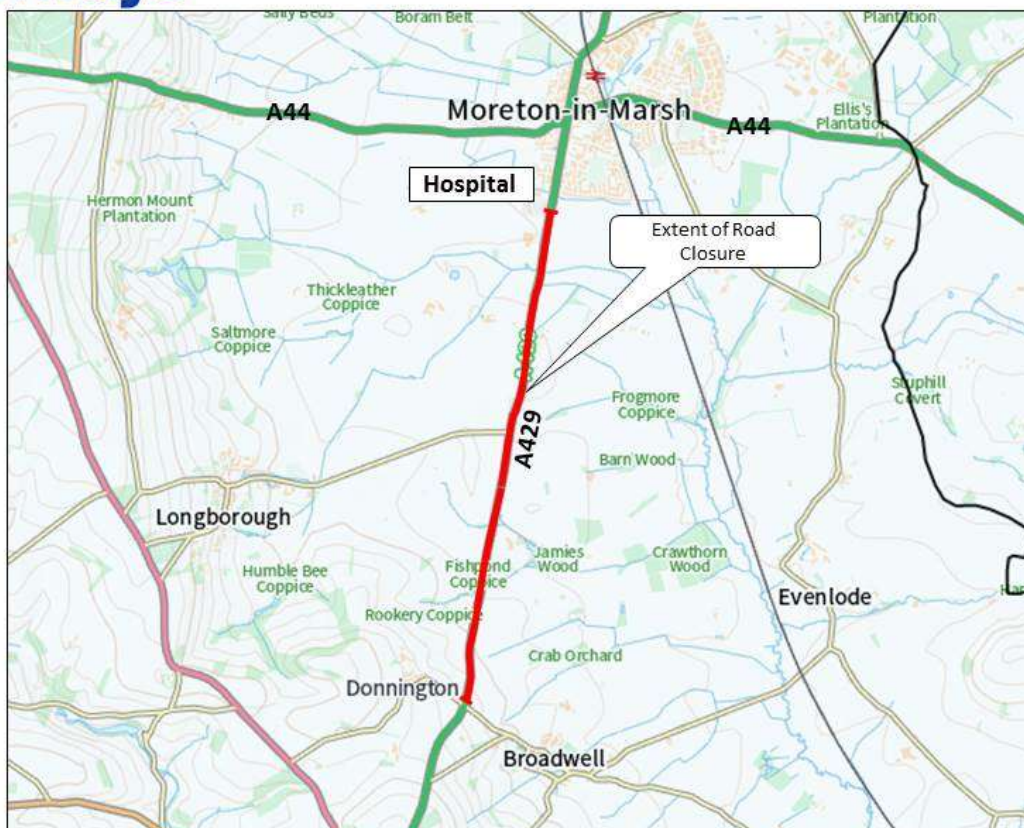 Sally Beds
Boram Belt
Plantation
A44
Moreton-in-Marsh
A44
Ellis's
Plantation
Hospital
Hermon Mount
Plantation
Extent of Road
Closure
Thickleather
Coppice
Saltmore
Coppice
Stuphill
Covert
Frogmore
Coppice
A429
Barn Wood
Longborough
Jamies
Wood
Crawthorn
Wood
Fishpond
Coppice
Humble Bee
Coppice
Evenlode
Rookery Coppice
Crab Orchard
Donnington
Broadwell